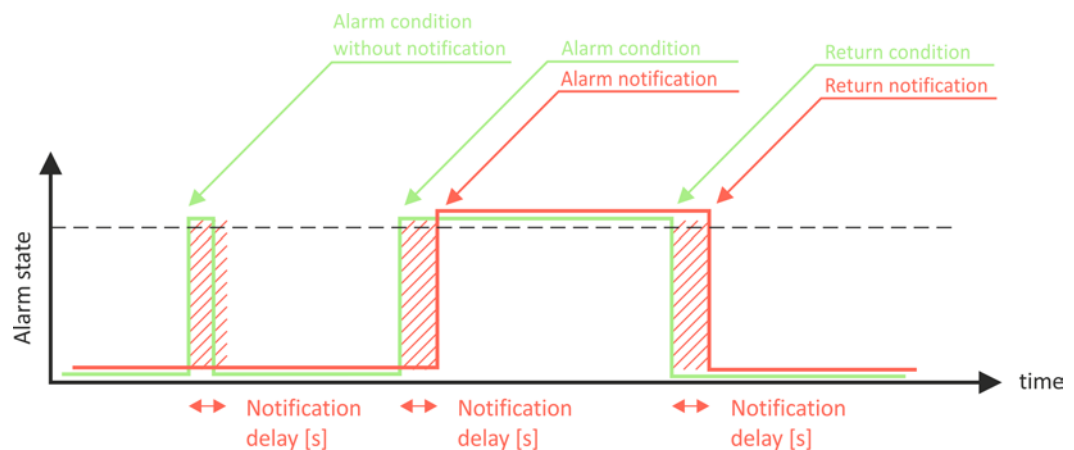 Alarm condition
without notification
Alarm condition
Alarm notification
Return condition
Return notification
Alarm state
time
Notification
delay [s]
Notification
delay [s]
Notification
delay [s]